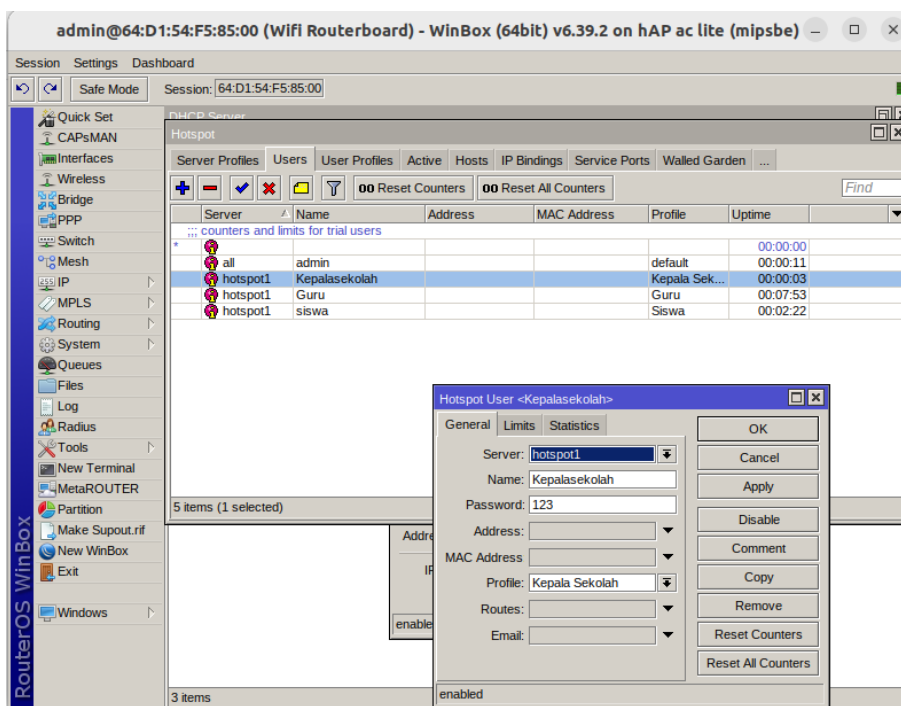 admin@64:D1:54:F5:85:00 (Wifi Routerboard) - WinBox (64bit) v6.39.2 on hAP ac lite (mipsbe)
Session Settings Dashboard
Safe Mode Session: 64:D1:54:F5:85:00
Quick Set
CAPsMAN
Interfaces
Wireless
Bridge
PPP
Switch
Mesh
IP
MPLS
Routing
System
Queues
Files
Log
Radius
Tools
New Terminal
MetaROUTER
Partition
Make Supout.rif
New WinBox
Exit
Windows
RouterOS WinBox
DHCP Server
Hotspot
Server Profiles Users User Profiles Active Hosts IP Bindings Service Ports Walled Garden ...
00 Reset Counters 00 Reset All Counters Find
Server Name Address MAC Address Profile Uptime
;;; counters and limits for trial users
* 00:00:00
all admin default 00:00:11
hotspot1 Kepalasekolah Kepala Sek... 00:00:03
hotspot1 Guru Guru 00:07:53
hotspot1 siswa Siswa 00:02:22
5 items (1 selected)
3 items
Hotspot User <Kepalasekolah>
General Limits Statistics
Server: hotspot1
Name: Kepalasekolah
Password: 123
Address:
MAC Address
Profile: Kepala Sekolah
Routes:
Email:
enabled
OK
Cancel
Apply
Disable
Comment
Copy
Remove
Reset Counters
Reset All Counters